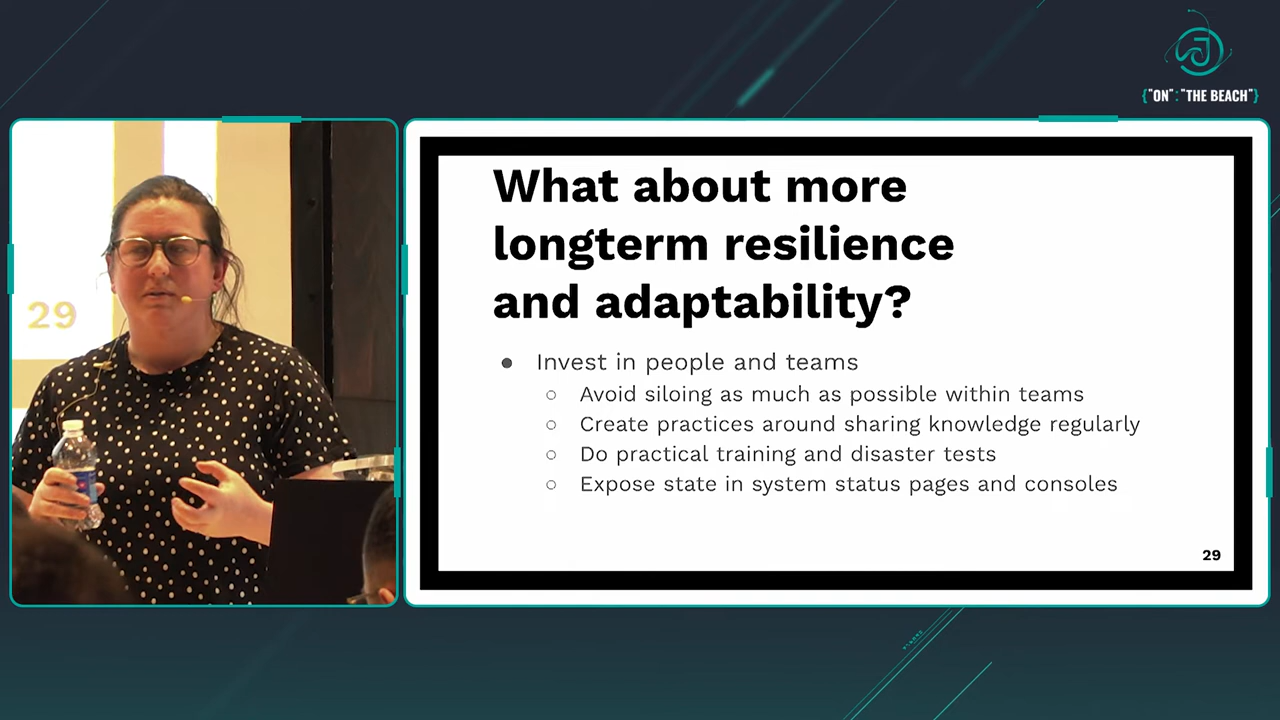 {"ON":"THE BEACH"}
29
What about more
longterm resilience
and adaptability?
● Invest in people and teams
○ Avoid siloing as much as possible within teams
○ Create practices around sharing knowledge regularly
○ Do practical training and disaster tests
○ Expose state in system status pages and consoles
29